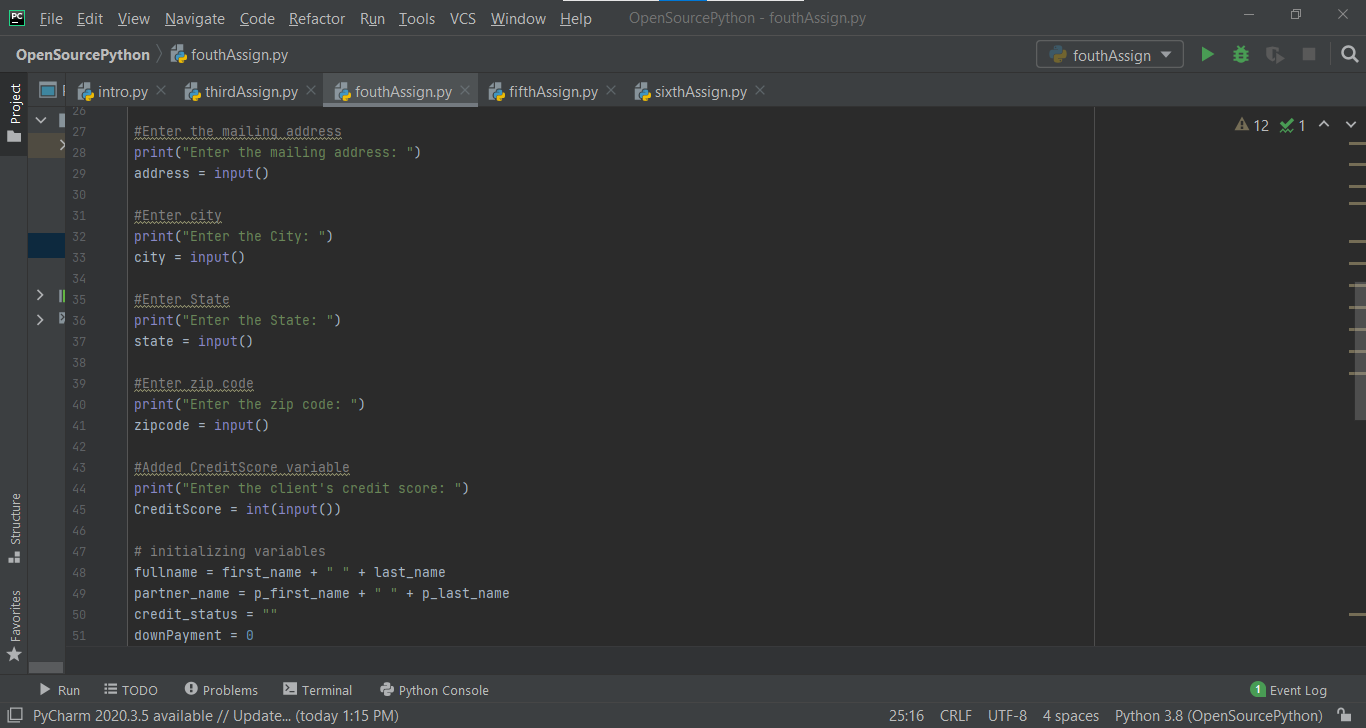 PC File Edit View Navigate Code Refactor Run Tools VCS Window Help OpenSourcePython - fouthAssign.py
OpenSourcePython fouthAssign.py fouthAssign
intro.py thirdAssign.py fouthAssign.py fifthAssign.py sixthAssign.py
Project
26
27 #Enter the mailing address
12 1
28 print("Enter the mailing address: ")
29 address = input()
30
31 #Enter city
32 print("Enter the City: ")
33 city = input()
34
35 #Enter State
36 print("Enter the State: ")
37 state = input()
38
39 #Enter zip code
40 print("Enter the zip code: ")
41 zipcode = input()
42
43 #Added CreditScore variable
44 print("Enter the client's credit score: ")
45 CreditScore = int(input())
46
47 # initializing variables
48 fullname = first_name + " " + last_name
49 partner_name = p_first_name + " " + p_last_name
50 credit_status = ""
51 downPayment = 0
Structure
Favorites
Run TODO Problems Terminal Python Console 1 Event Log
PyCharm 2020.3.5 available // Update... (today 1:15 PM) 25:16 CRLF UTF-8 4 spaces Python 3.8 (OpenSourcePython)